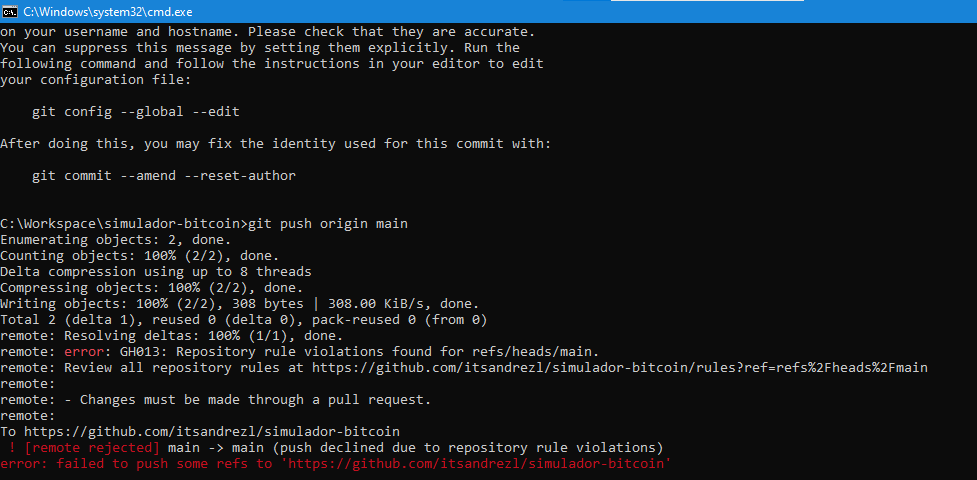 C:\Windows\system32\cmd.exe
on your username and hostname. Please check that they are accurate.
You can suppress this message by setting them explicitly. Run the
following command and follow the instructions in your editor to edit
your configuration file:
git config --global --edit
After doing this, you may fix the identity used for this commit with:
git commit --amend --reset-author
C:\Workspace\simulador-bitcoin>git push origin main
Enumerating objects: 2, done.
Counting objects: 100% (2/2), done.
Delta compression using up to 8 threads
Compressing objects: 100% (2/2), done.
Writing objects: 100% (2/2), 308 bytes | 308.00 KiB/s, done.
Total 2 (delta 1), reused 0 (delta 0), pack-reused 0 (from 0)
remote: Resolving deltas: 100% (1/1), done.
remote: error: GH013: Repository rule violations found for refs/heads/main.
remote: Review all repository rules at https://github.com/itsandrezl/simulador-bitcoin/rules?ref=refs%2Fheads%2Fmain
remote:
remote: - Changes must be made through a pull request.
remote:
To https://github.com/itsandrezl/simulador-bitcoin
 ! [remote rejected] main -> main (push declined due to repository rule violations)
error: failed to push some refs to 'https://github.com/itsandrezl/simulador-bitcoin'